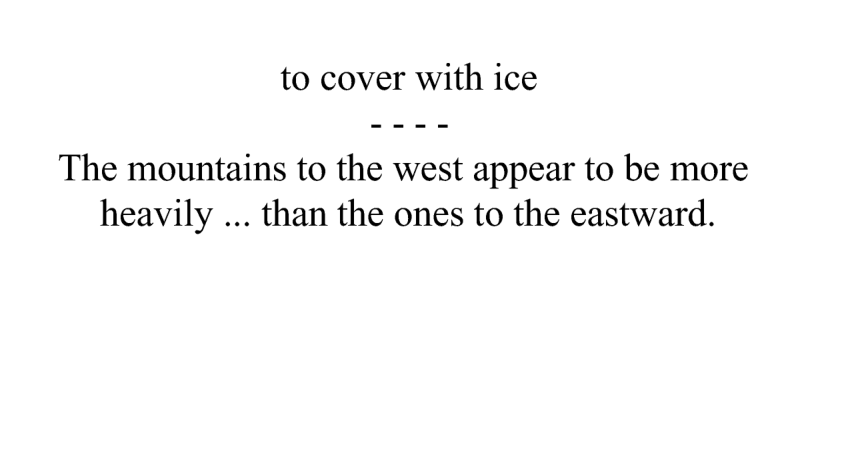 to cover with ice
- - - -
The mountains to the west appear to be more
heavily ... than the ones to the eastward.